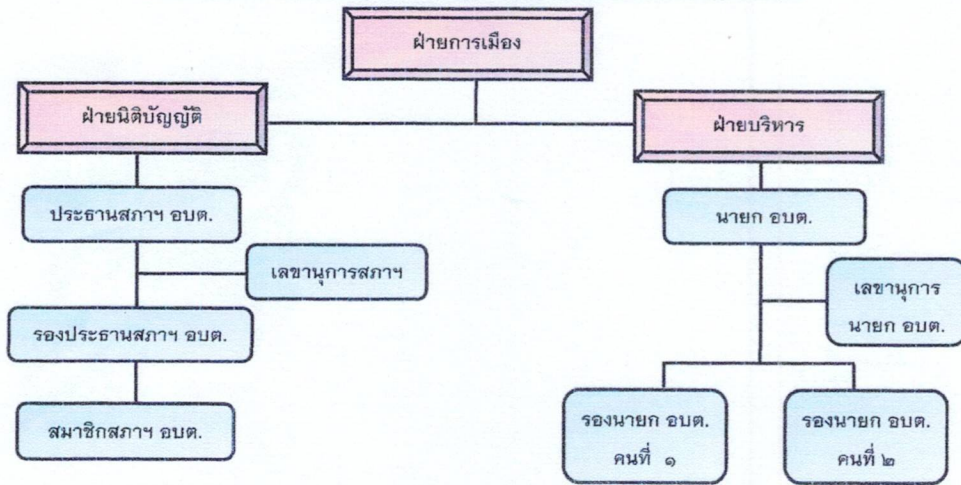 ฝ่ายการเมือง
ฝ่ายนิติบัญญัติ
ฝ่ายบริหาร
ประธานสภาฯ อบต.
นายก อบต.
เลขานุการสภาฯ
เลขานุการ
นายก อบต.
รองประธานสภาฯ อบต.
สมาชิกสภาฯ อบต.
รองนายก อบต.
คนที่ ๑
รองนายก อบต.
คนที่ ๒